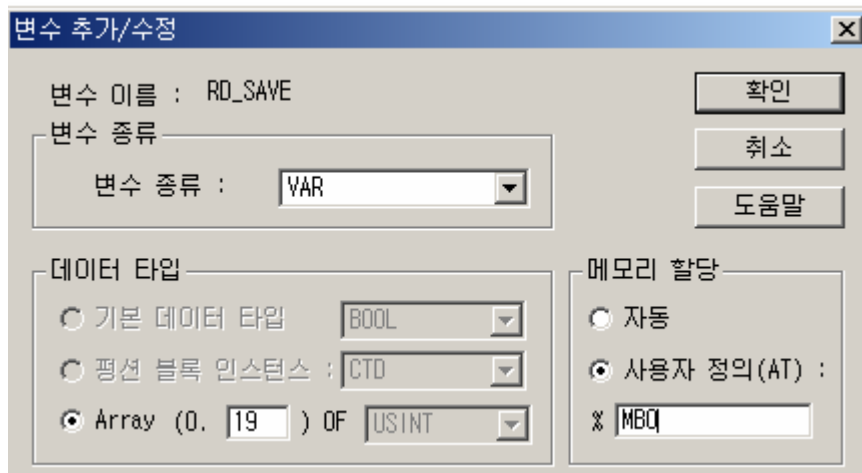 변수 추가/수정
변수 이름 : RD_SAVE
확인
변수 종류
취소
변수 종류 : VAR
도움말
데이터 타입
메모리 할당
기본 데이터 타입 BOOL
자동
평션 블록 인스턴스 : CTD
사용자 정의(AT) :
Array (0. 19 ) OF USINT
% MB0